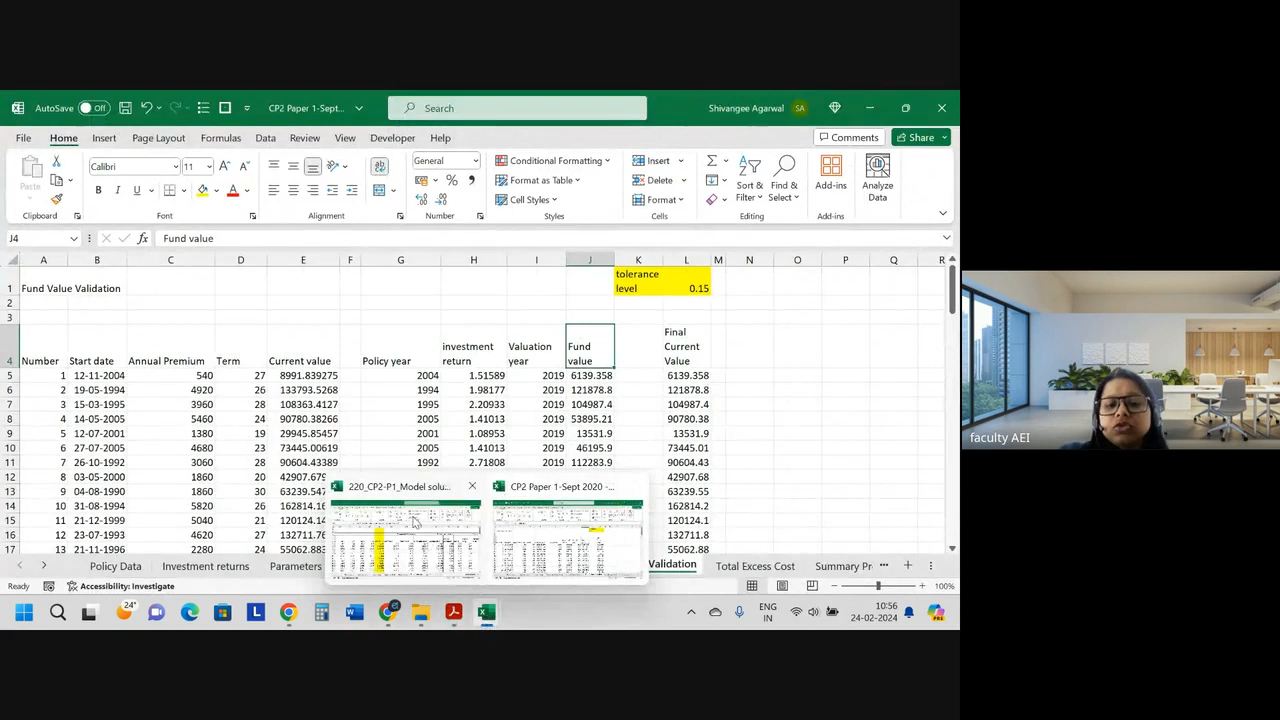 AutoSave Off CP2 Paper 1-Sept... Search Shivangee Agarwal SA
File Home Insert Page Layout Formulas Data Review View Developer Help Comments Share
Paste Calibri 11 A A General Conditional Formatting Insert Σ
B I U A Format as Table Delete Sort & Filter Find & Select Add-ins Analyze Data
Cell Styles Format
Clipboard Font Alignment Number Styles Cells Editing Add-ins
J4 fx Fund value
A B C D E F G H I J K L M N O P Q R
1 Fund Value Validation tolerance level 0.15
2
3
4 Number Start date Annual Premium Term Current value Policy year investment return Valuation year Fund value Final Current Value
5 1 12-11-2004 540 27 8991.839275 2004 1.51589 2019 6139.358 6139.358
6 2 19-05-1994 4920 26 133793.5268 1994 1.98177 2019 121878.8 121878.8
7 3 15-03-1995 3960 28 108363.4127 1995 2.20933 2019 104987.4 104987.4
8 4 14-05-2005 5460 24 90780.38266 2005 1.41013 2019 53895.21 90780.38
9 5 12-07-2001 1380 19 29945.85457 2001 1.08953 2019 13531.9 13531.9
10 6 27-07-2005 4680 23 73445.00619 2005 1.41013 2019 46195.9 73445.01
11 7 26-10-1992 3060 28 90604.43389 1992 2.71808 2019 112283.9 90604.43
12 8 03-05-2000 1860 20 42907.67 42907.68
13 9 04-08-1990 1860 30 63239.54 63239.55
14 10 31-08-1994 5820 26 162814.1 162814.2
15 11 21-12-1999 5040 21 120124.1 120124.1
16 12 23-07-1993 4620 27 132711.7 132711.8
17 13 21-11-1996 2280 24 55062.88 55062.88
220_CP2-P1_Model solu... CP2 Paper 1-Sept 2020 -...
Policy Data Investment returns Parameters Validation Total Excess Cost Summary Pr
Ready Accessibility: Investigate 100%
24° L ENG IN 10:56 24-02-2024
faculty AEI